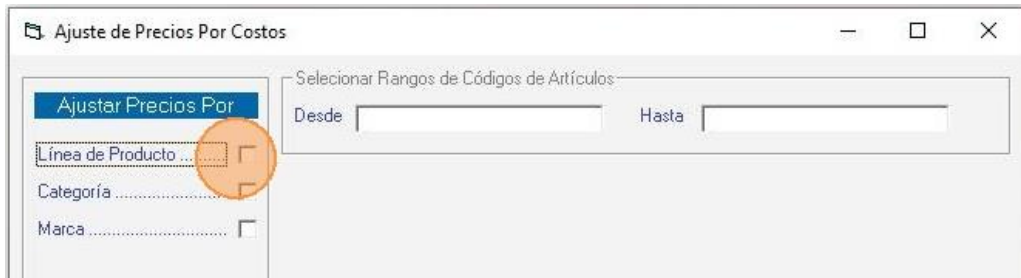 Ajuste de Precios Por Costos
Ajustar Precios Por
Línea de Producto ..........
Categoría ........................
Marca ..............................
Selecionar Rangos de Códigos de Artículos
Desde
Hasta